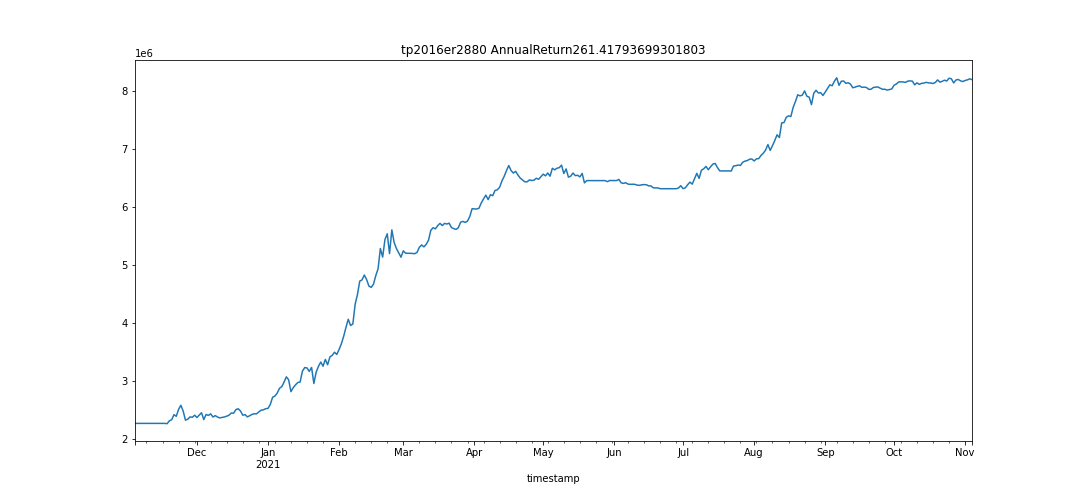 tp2016er2880 AnnualReturn261.41793699301803
1e6
8
7
6
5
4
3
2
Dec Jan Feb Mar Apr May Jun Jul Aug Sep Oct Nov
2021
timestamp